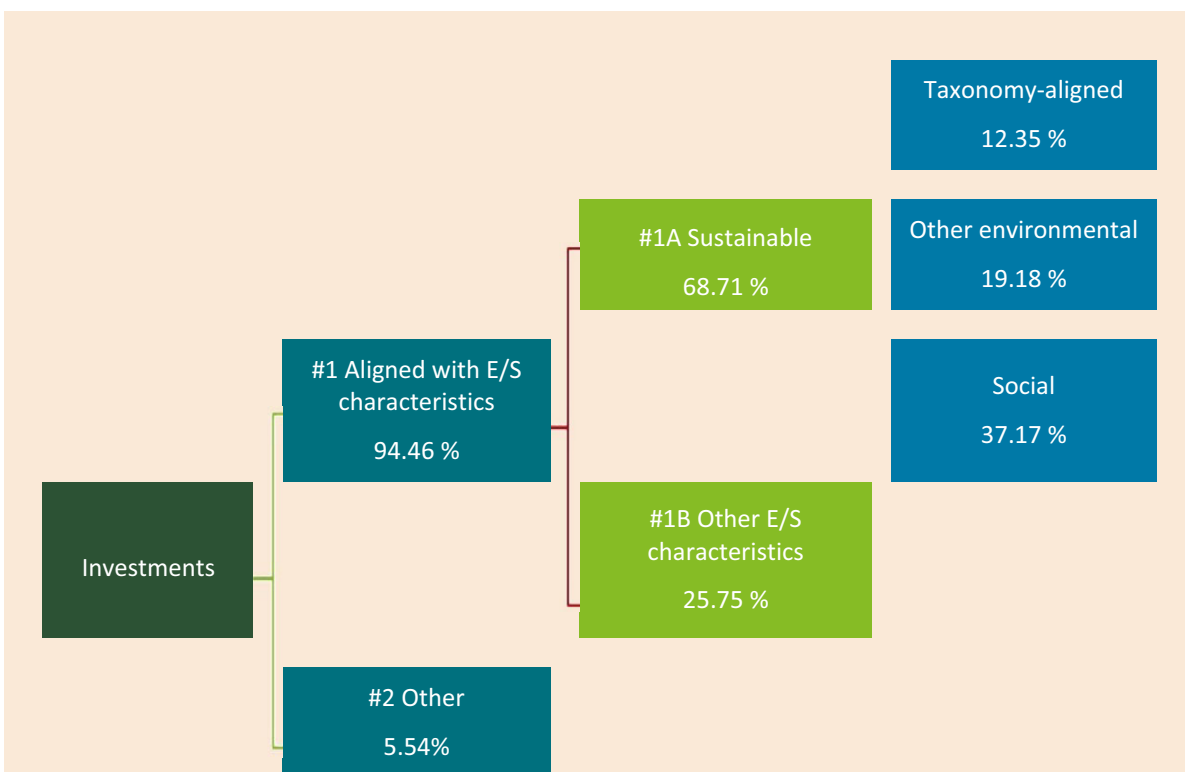 Taxonomy-aligned
12.35 %
#1A Sustainable
68.71 %
Other environmental
19.18 %
#1 Aligned with E/S
characteristics
94.46 %
Social
37.17 %
Investments
#1B Other E/S
characteristics
25.75 %
#2 Other
5.54%